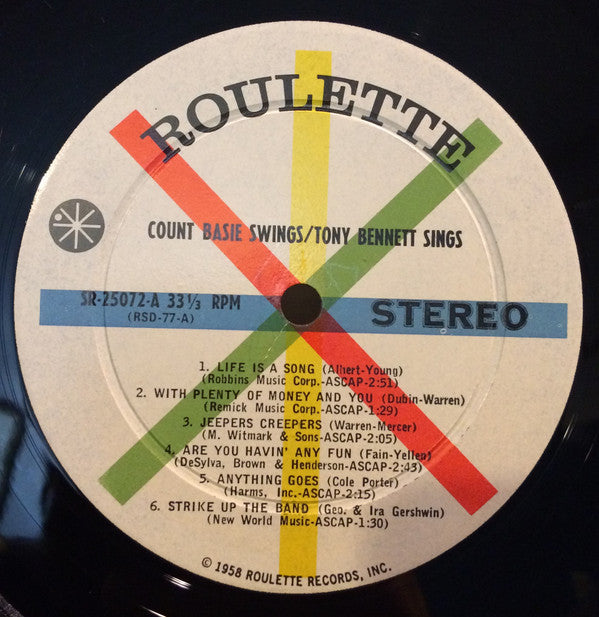 ROULETTE
COUNT BASIE SWINGS/TONY BENNETT SINGS
SR-25072-A 33⅓ RPM
(RSD-77-A)
STEREO
1. LIFE IS A SONG (Albert-Young)
(Robbins Music Corp.-ASCAP-2:51)
2. WITH PLENTY OF MONEY AND YOU (Dubin-Warren)
(Remick Music Corp.-ASCAP-1:29)
3. JEEPERS CREEPERS (Warren-Mercer)
(M. Witmark & Sons-ASCAP-2:05)
4. ARE YOU HAVIN' ANY FUN (Fain-Yellen)
(DeSylva, Brown & Henderson-ASCAP-2:43)
5. ANYTHING GOES (Cole Porter)
(Harms, Inc.-ASCAP-2:15)
6. STRIKE UP THE BAND (Geo. & Ira Gershwin)
(New World Music-ASCAP-1:30)
© 1958 ROULETTE RECORDS, INC.